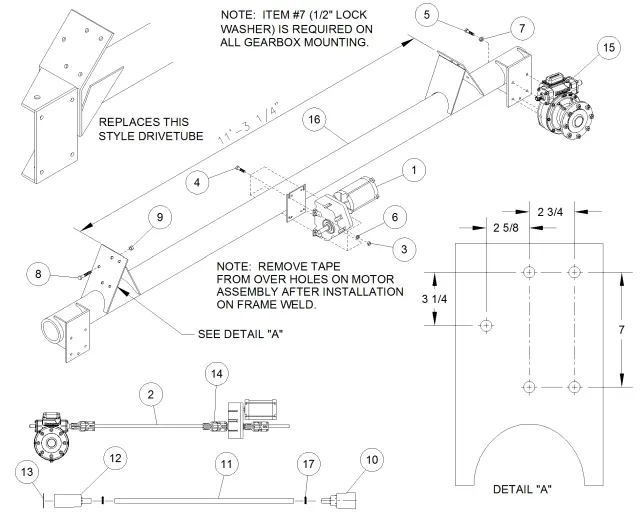 NOTE: ITEM #7 (1/2" LOCK
WASHER) IS REQUIRED ON
ALL GEARBOX MOUNTING.
5
7
15
REPLACES THIS
STYLE DRIVETUBE
11'-3 1/4"
16
4
1
6
3
9
8
NOTE: REMOVE TAPE
FROM OVER HOLES ON MOTOR
ASSEMBLY AFTER INSTALLATION
ON FRAME WELD.
SEE DETAIL "A"
2 3/4
2 5/8
3 1/4
7
DETAIL "A"
2
14
13
12
11
17
10